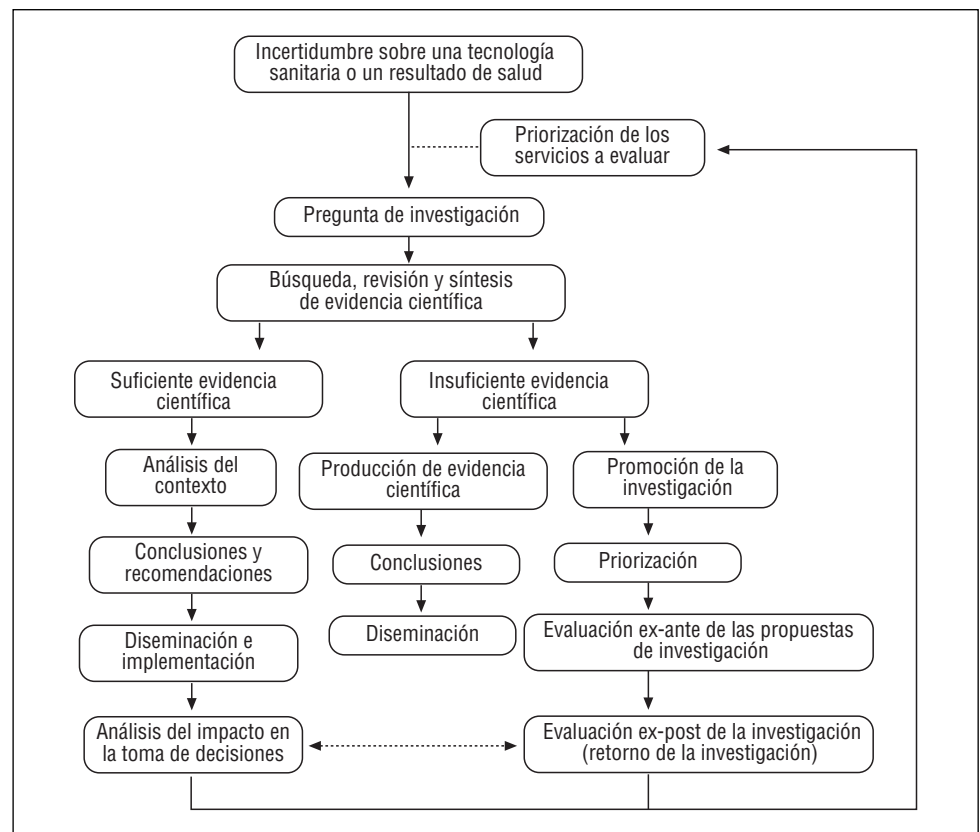 Incertidumbre sobre una tecnología
sanitaria o un resultado de salud
Priorización de los
servicios a evaluar
Pregunta de investigación
Búsqueda, revisión y síntesis
de evidencia científica
Suficiente evidencia
científica
Insuficiente evidencia
científica
Análisis del
contexto
Producción de evidencia
científica
Promoción de la
investigación
Conclusiones y
recomendaciones
Conclusiones
Priorización
Diseminación e
implementación
Diseminación
Evaluación ex-ante de las propuestas
de investigación
Análisis del impacto en
la toma de decisiones
Evaluación ex-post de la investigación
(retorno de la investigación)